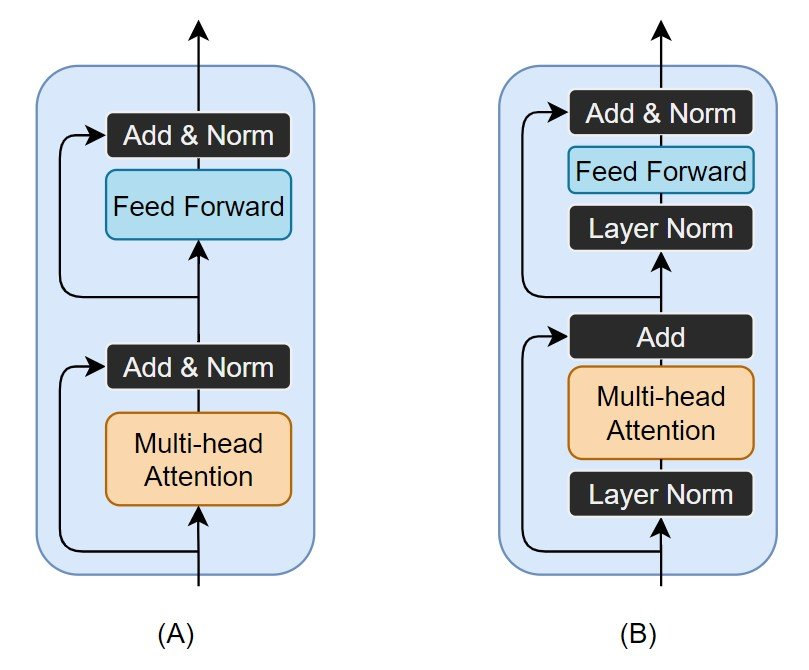 Add & Norm
Feed Forward
Add & Norm
Multi-head
Attention
(A)
Add & Norm
Feed Forward
Layer Norm
Add
Multi-head
Attention
Layer Norm
(B)